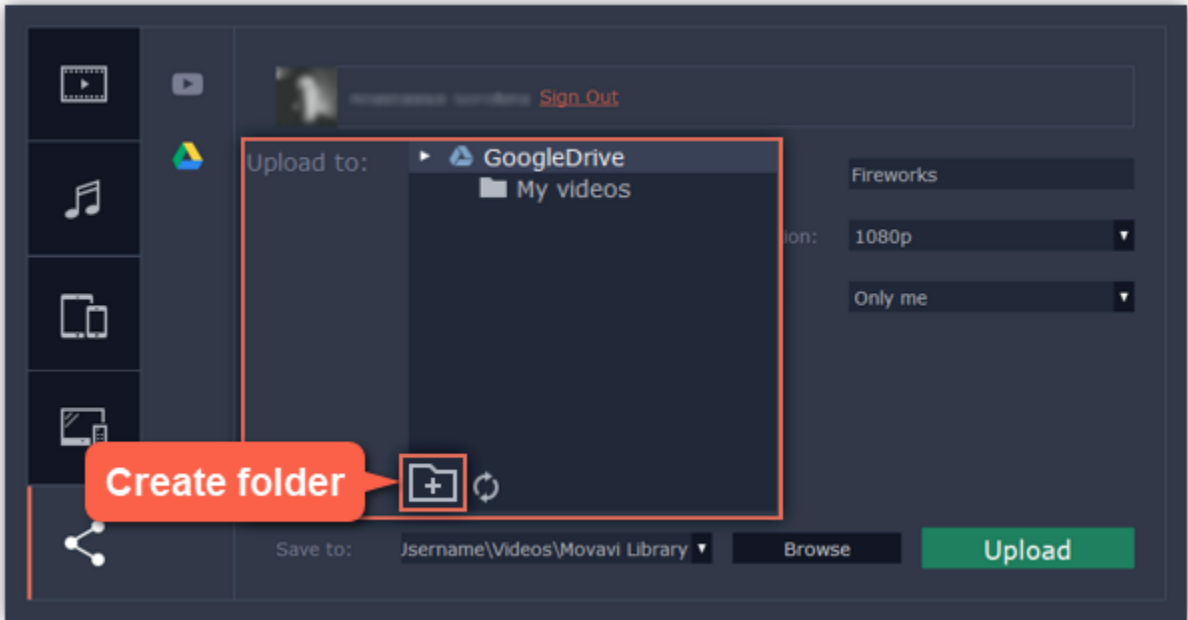 Sign Out
Upload to:
GoogleDrive
My videos
Fireworks
ion:
1080p
Only me
Create folder
Save to:
Jsername\Videos\Movavi Library
Browse
Upload